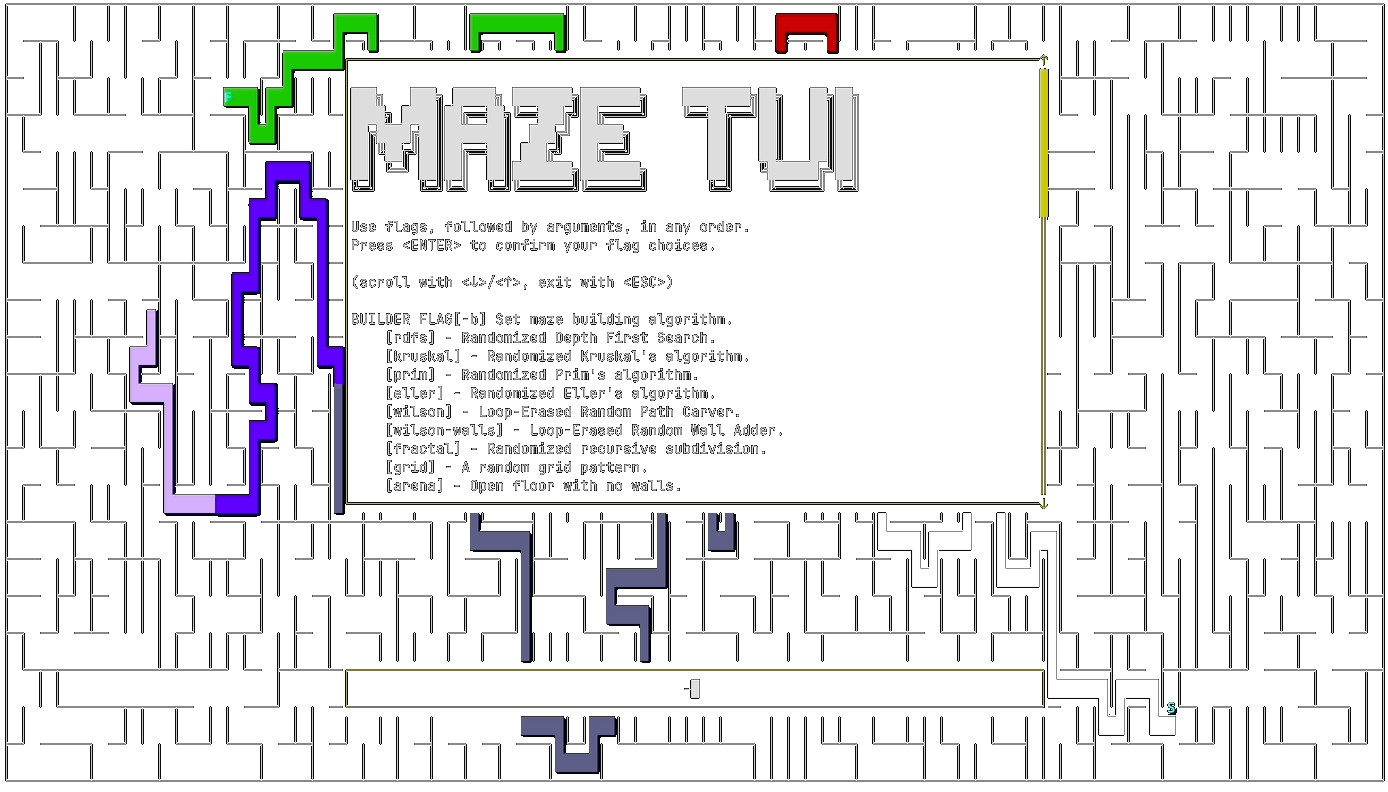 F
MAZE TUI
Use flags, followed by arguments, in any order.
Press <ENTER> to confirm your flag choices.
(scroll with <↓>/<↑>, exit with <ESC>)
BUILDER FLAG[-b] Set maze building algorithm.
[rdfs] - Randomized Depth First Search.
[kruskal] - Randomized Kruskal's algorithm.
[prim] - Randomized Prim's algorithm.
[eller] - Randomized Eller's algorithm.
[wilson] - Loop-Erased Random Path Carver.
[wilson-walls] - Loop-Erased Random Wall Adder.
[fractal] - Randomized recursive subdivision.
[grid] - A random grid pattern.
[arena] - Open floor with no walls.
-
S